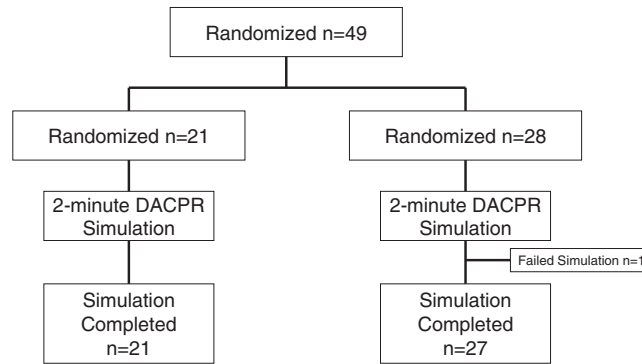 Randomized n=49
Randomized n=21
Randomized n=28
2-minute DACPR
Simulation
2-minute DACPR
Simulation
Failed Simulation n=1
Simulation
Completed
n=21
Simulation
Completed
n=27